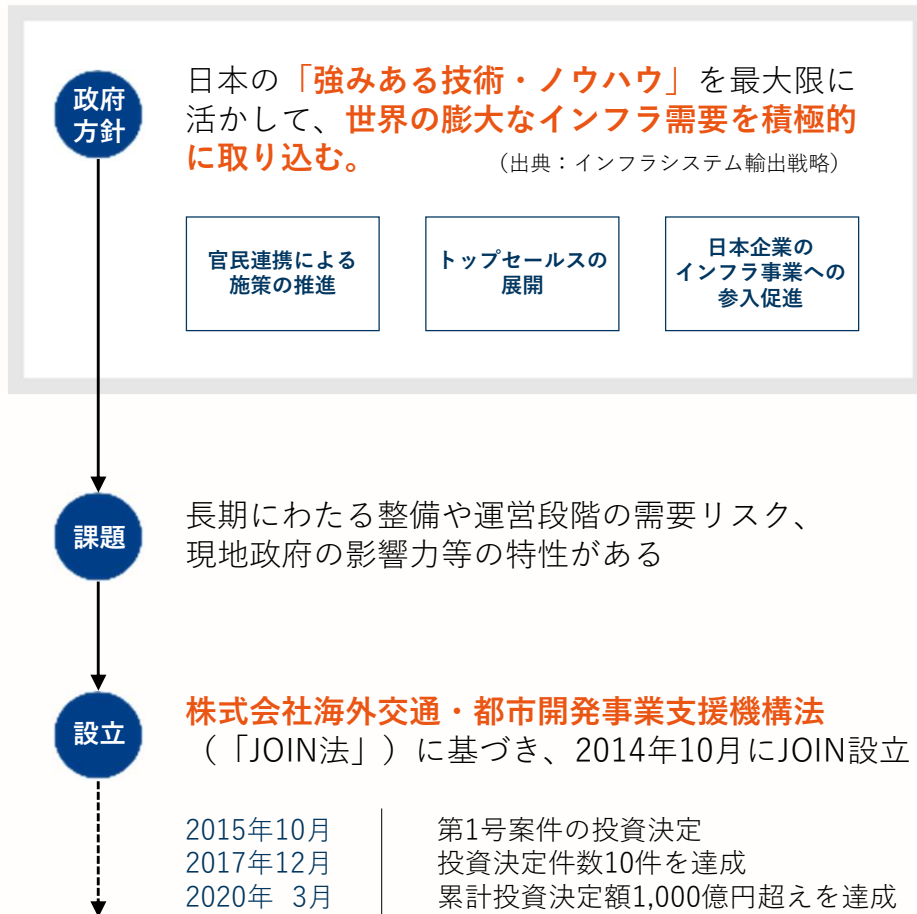 政府
方針
日本の「強みある技術・ノウハウ」を最大限に
活かして、世界の膨大なインフラ需要を積極的
に取り込む。 （出典：インフラシステム輸出戦略）
官民連携による
施策の推進
トップセールスの
展開
日本企業の
インフラ事業への
参入促進
課題
長期にわたる整備や運営段階の需要リスク、
現地政府の影響力等の特性がある
設立
株式会社海外交通・都市開発事業支援機構法
（「JOIN法」）に基づき、2014年10月にJOIN設立
2015年10月 第1号案件の投資決定
2017年12月 投資決定件数10件を達成
2020年 3月 累計投資決定額1,000億円超えを達成